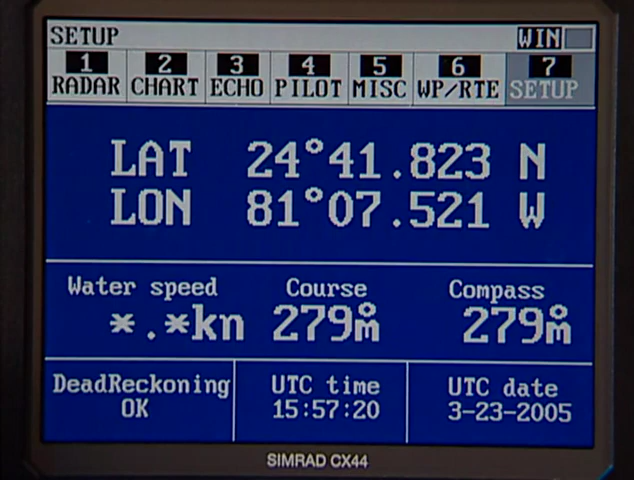 SETUP WIN
1 2 3 4 5 6 7
RADAR CHART ECHO PILOT MISC WP/RTE SETUP
LAT 24°41.823 N
LON 81°07.521 W
Water speed Course Compass
*.*kn 279°M 279°M
DeadReckoning UTC time UTC date
OK 15:57:20 3-23-2005
SIMRAD CX44